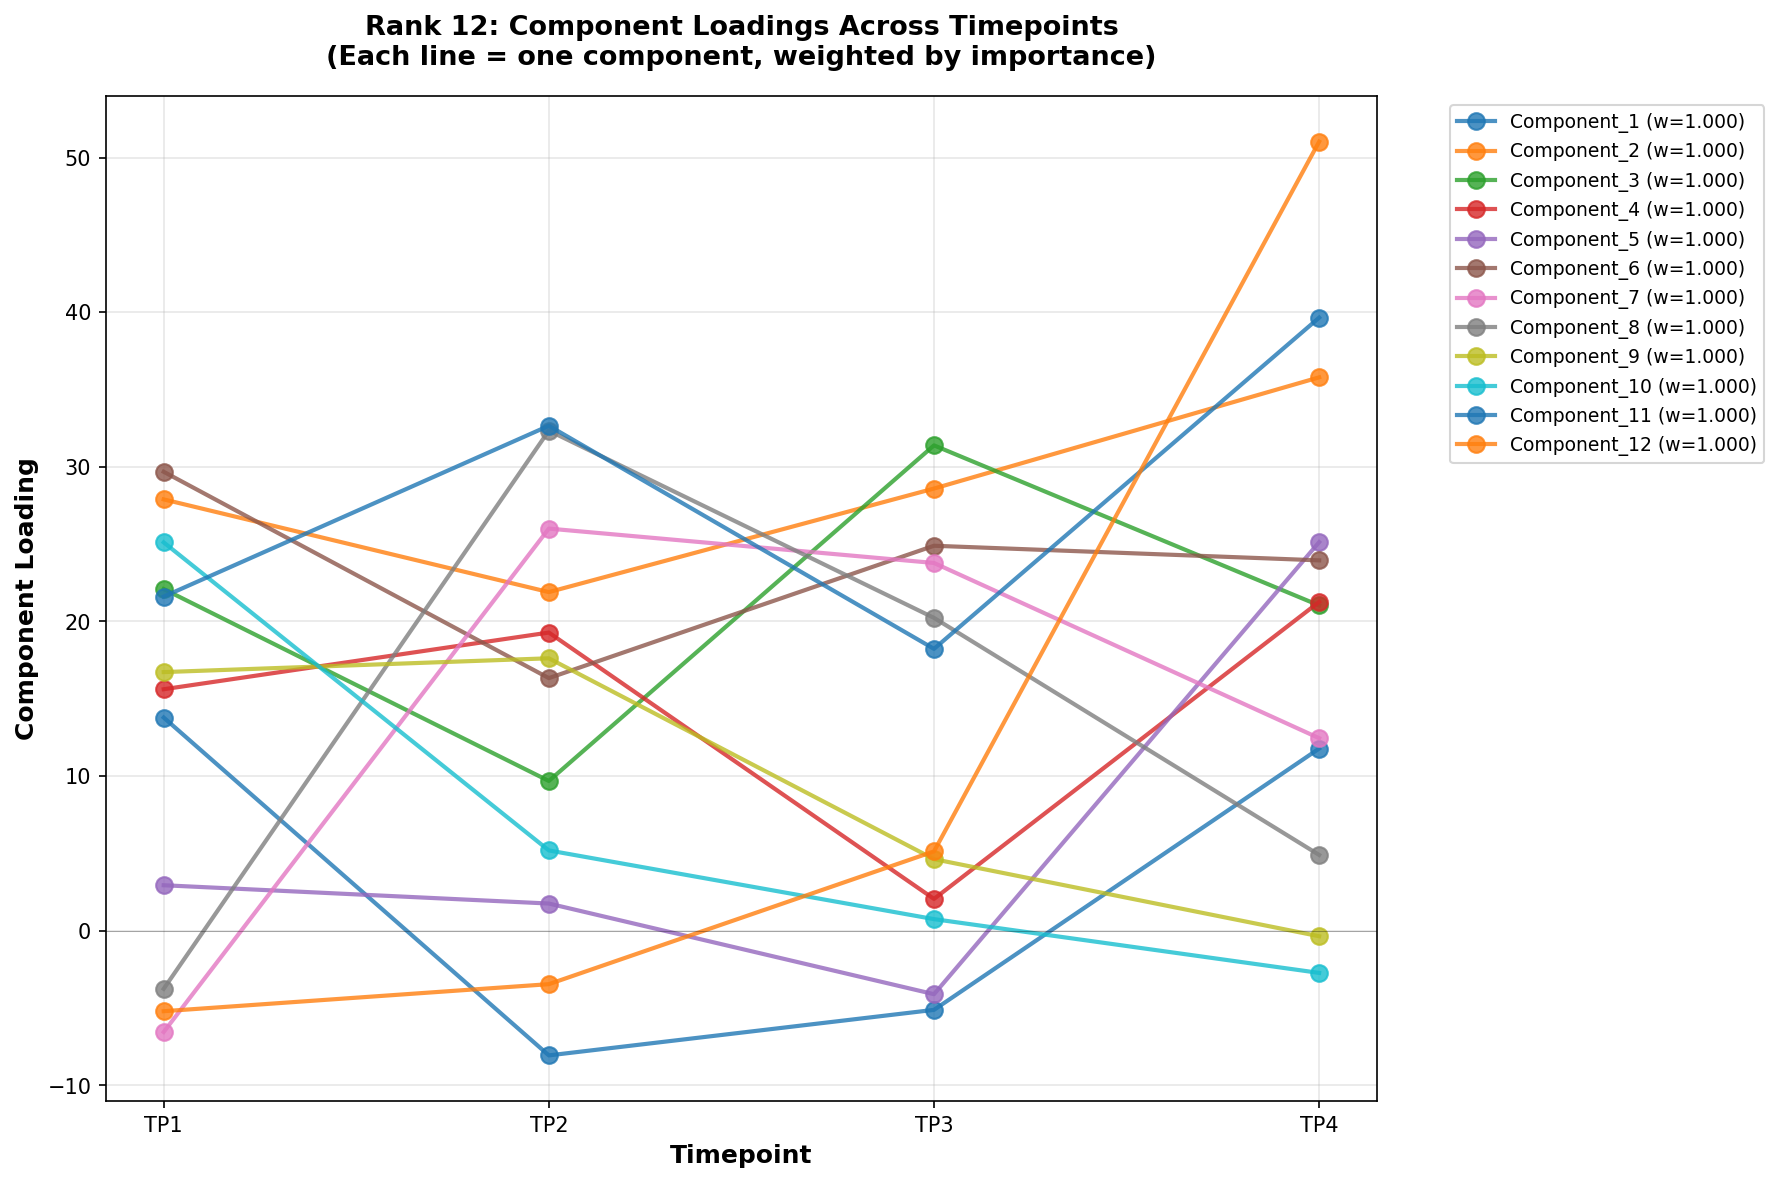 Rank 12: Component Loadings Across Timepoints
(Each line = one component, weighted by importance)
Component Loading
50
40
30
20
10
0
−10
TP1
TP2
TP3
TP4
Timepoint
Component_1 (w=1.000)
Component_2 (w=1.000)
Component_3 (w=1.000)
Component_4 (w=1.000)
Component_5 (w=1.000)
Component_6 (w=1.000)
Component_7 (w=1.000)
Component_8 (w=1.000)
Component_9 (w=1.000)
Component_10 (w=1.000)
Component_11 (w=1.000)
Component_12 (w=1.000)